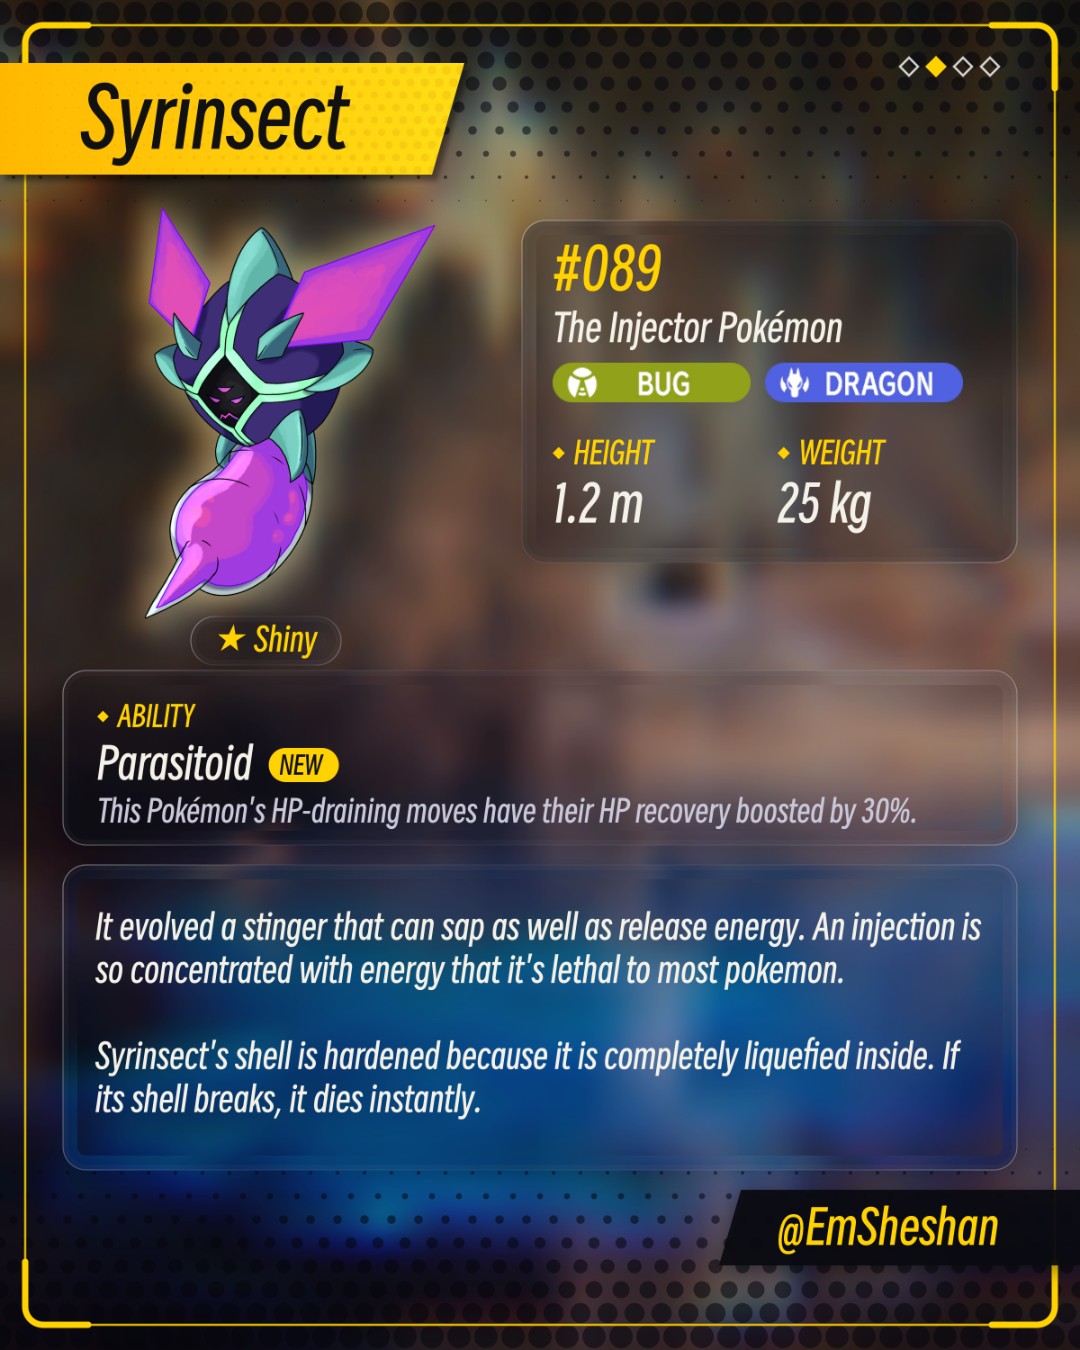 Syrinsect
#089
The Injector Pokémon
BUG
DRAGON
HEIGHT
WEIGHT
1.2 m
25 kg
Shiny
ABILITY
Parasitoid NEW
This Pokémon's HP-draining moves have their HP recovery boosted by 30%.
It evolved a stinger that can sap as well as release energy. An injection is
so concentrated with energy that it's lethal to most pokemon.
Syrinsect's shell is hardened because it is completely liquefied inside. If
its shell breaks, it dies instantly.
@EmSheshan